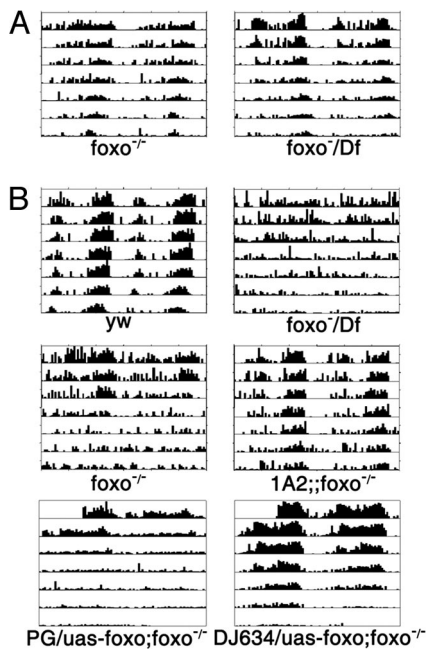 A
foxo-/- foxo-/Df
B
yw foxo-/Df
foxo-/- 1A2;;foxo-/-
PG/uas-foxo;foxo-/- DJ634/uas-foxo;foxo-/-